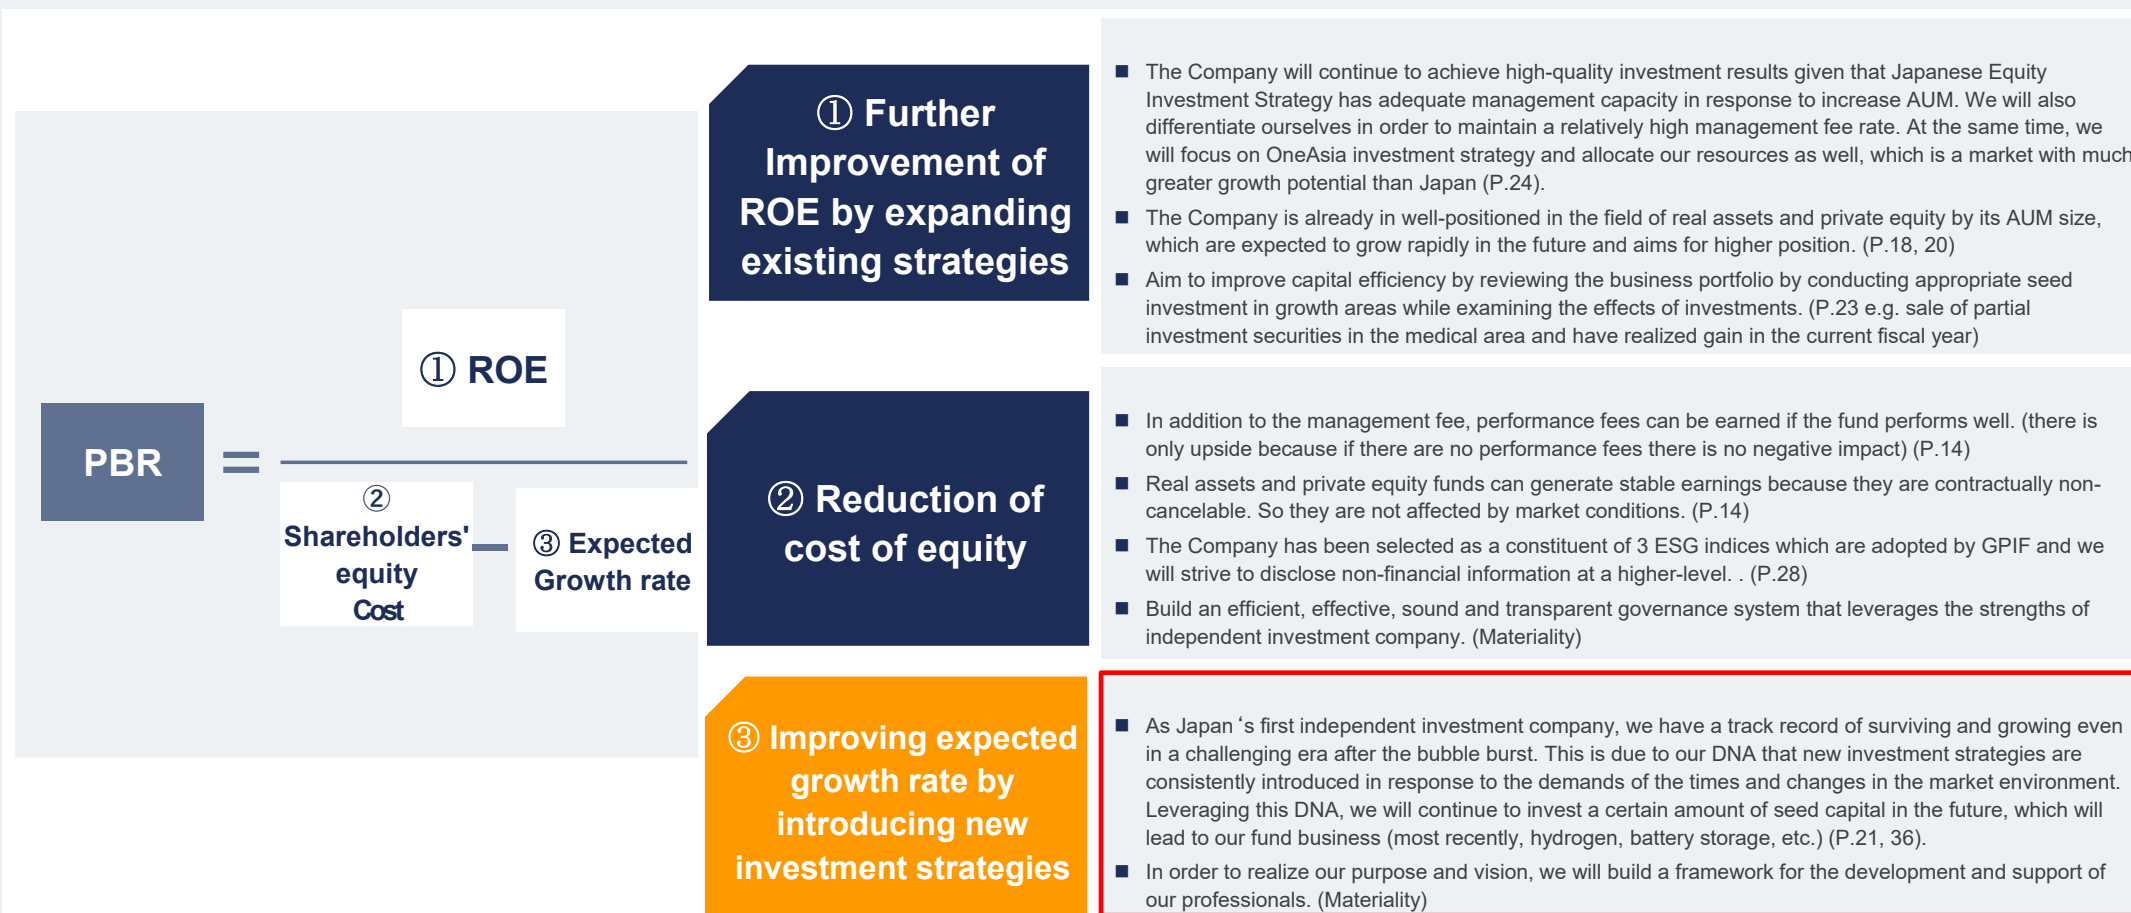 PBR
=
① ROE
②
Shareholders'
equity
Cost
—
③ Expected
Growth rate
① Further
Improvement of
ROE by expanding
existing strategies
■ The Company will continue to achieve high-quality investment results given that Japanese Equity
Investment Strategy has adequate management capacity in response to increase AUM. We will also
differentiate ourselves in order to maintain a relatively high management fee rate. At the same time, we
will focus on OneAsia investment strategy and allocate our resources as well, which is a market with much
greater growth potential than Japan (P.24).
■ The Company is already in well-positioned in the field of real assets and private equity by its AUM size,
which are expected to grow rapidly in the future and aims for higher position. (P.18, 20)
■ Aim to improve capital efficiency by reviewing the business portfolio by conducting appropriate seed
investment in growth areas while examining the effects of investments. (P.23 e.g. sale of partial
investment securities in the medical area and have realized gain in the current fiscal year)
② Reduction of
cost of equity
■ In addition to the management fee, performance fees can be earned if the fund performs well. (there is
only upside because if there are no performance fees there is no negative impact) (P.14)
■ Real assets and private equity funds can generate stable earnings because they are contractually non-
cancelable. So they are not affected by market conditions. (P.14)
■ The Company has been selected as a constituent of 3 ESG indices which are adopted by GPIF and we
will strive to disclose non-financial information at a higher-level. . (P.28)
■ Build an efficient, effective, sound and transparent governance system that leverages the strengths of
independent investment company. (Materiality)
③ Improving expected
growth rate by
introducing new
investment strategies
■ As Japan‘s first independent investment company, we have a track record of surviving and growing even
in a challenging era after the bubble burst. This is due to our DNA that new investment strategies are
consistently introduced in response to the demands of the times and changes in the market environment.
Leveraging this DNA, we will continue to invest a certain amount of seed capital in the future, which will
lead to our fund business (most recently, hydrogen, battery storage, etc.) (P.21, 36).
■ In order to realize our purpose and vision, we will build a framework for the development and support of
our professionals. (Materiality)